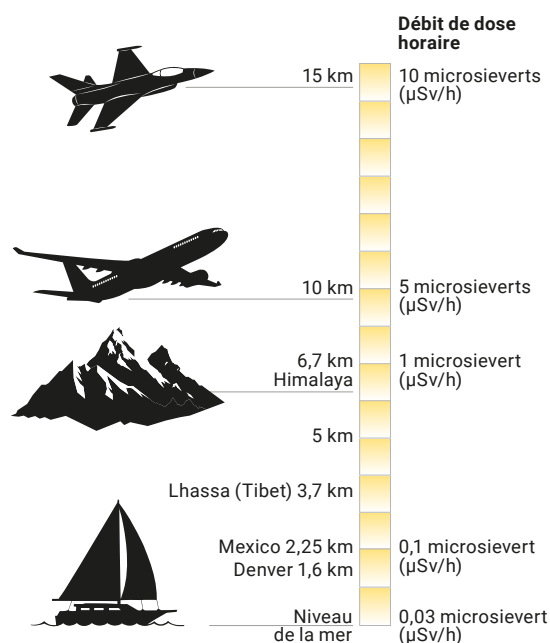 Débit de dose
horaire
15 km
10 microsieverts
(µSv/h)
10 km
5 microsieverts
(µSv/h)
6,7 km
Himalaya
1 microsievert
(µSv/h)
5 km
Lhassa (Tibet) 3,7 km
Mexico 2,25 km
Denver 1,6 km
0,1 microsievert
(µSv/h)
Niveau
de la mer
0,03 microsievert
(µSv/h)